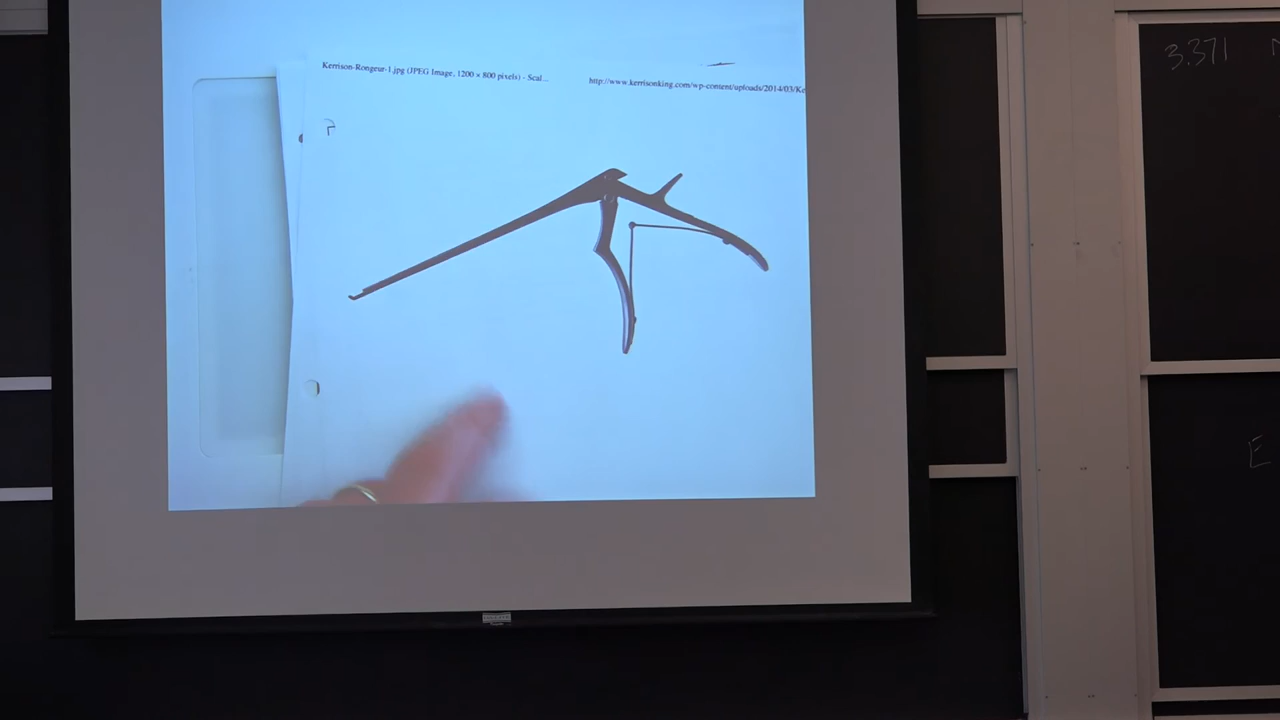 Kerrison-Rongeur-1.jpg (JPEG Image, 1200 × 800 pixels) - Scal...
http://www.kerrisonking.com/wp-content/uploads/2014/03/Ke
3.371
E